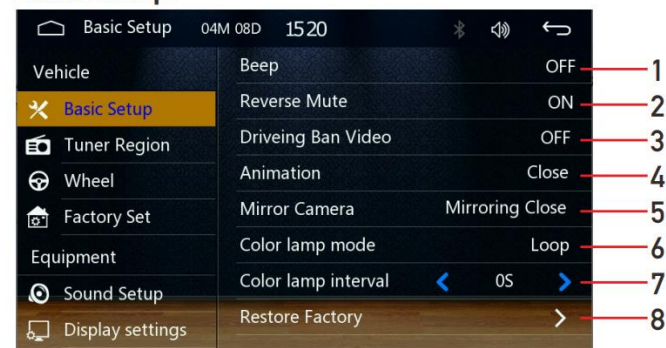 Basic Setup 04M 08D 15 20
Vehicle
Basic Setup
Tuner Region
Wheel
Factory Set
Equipment
Sound Setup
Display settings
Beep OFF 1
Reverse Mute ON 2
Driveing Ban Video OFF 3
Animation Close 4
Mirror Camera Mirroring Close 5
Color lamp mode Loop 6
Color lamp interval 0S 7
Restore Factory 8